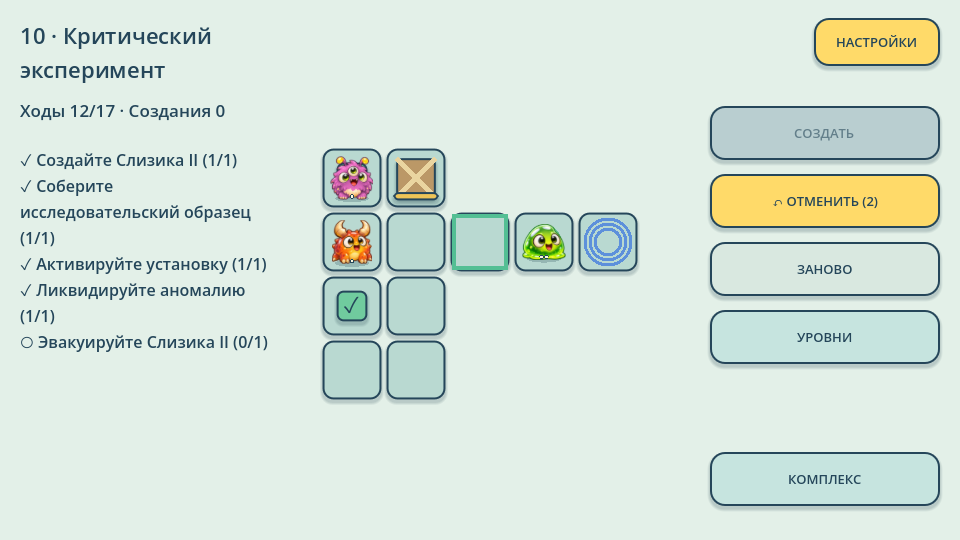 10 · Критический
эксперимент
Ходы 12/17 · Создания 0
✓ Создайте Слизика II (1/1)
✓ Соберите
исследовательский образец
(1/1)
✓ Активируйте установку (1/1)
✓ Ликвидируйте аномалию
(1/1)
○ Эвакуируйте Слизика II (0/1)
НАСТРОЙКИ
СОЗДАТЬ
↶ ОТМЕНИТЬ (2)
ЗАНОВО
УРОВНИ
КОМПЛЕКС